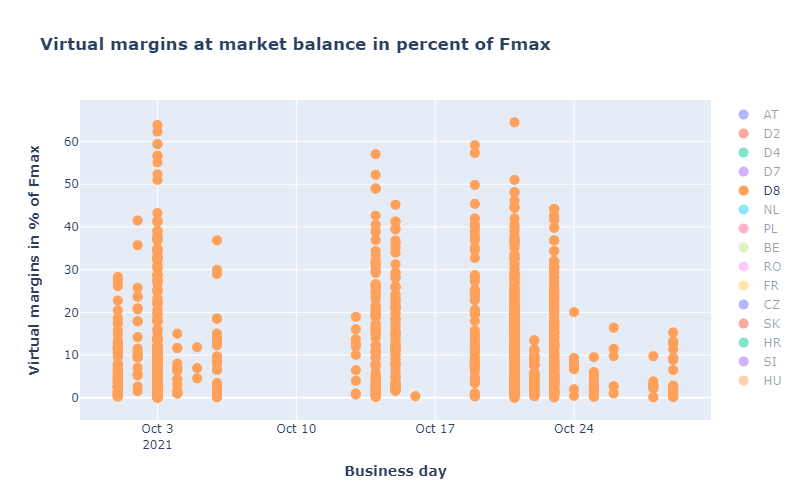 Virtual margins at market balance in percent of Fmax
Virtual margins in % of Fmax
60
50
40
30
20
10
0
Oct 3
2021
Oct 10
Oct 17
Oct 24
Business day
AT
D2
D4
D7
D8
NL
PL
BE
RO
FR
CZ
SK
HR
SI
HU